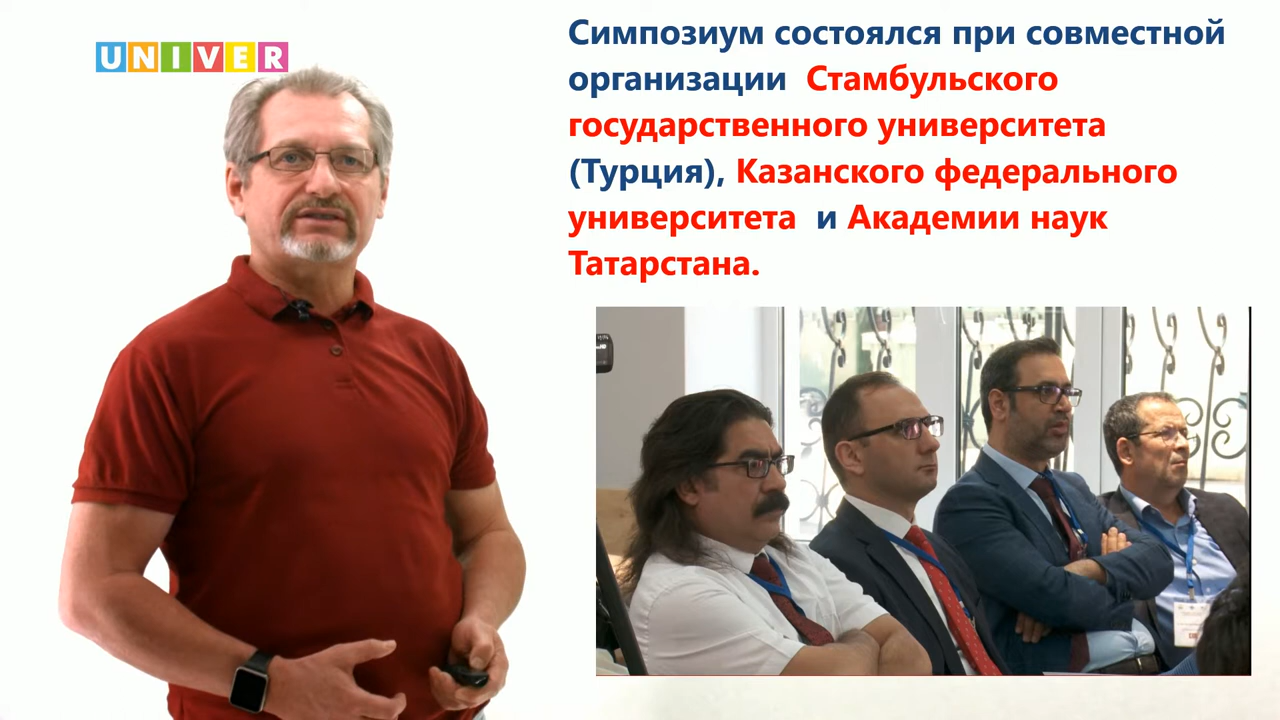 UNIVER
Симпозиум состоялся при совместной
организации Стамбульского
государственного университета
(Турция), Казанского федерального
университета и Академии наук
Татарстана.